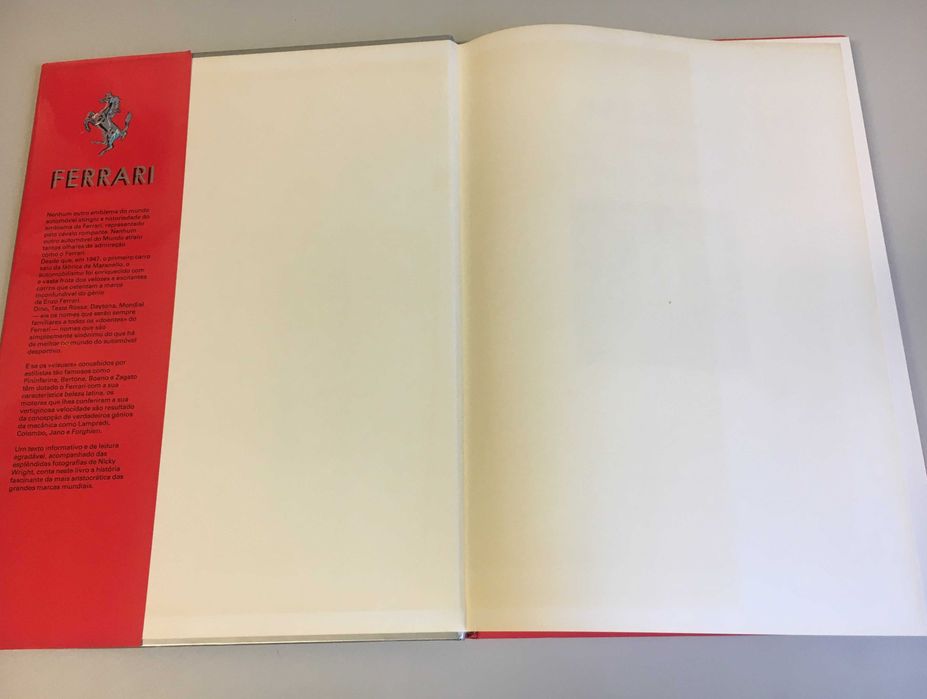 FERRARI
Nenhum outro emblema do mundo
automóvel atingiu a notoriedade do
emblema da Ferrari, representado
pelo cavalo rompante. Nenhum
outro automóvel do Mundo atraiu
tantos olhares de admiração
como o Ferrari.
Desde que, em 1947, o primeiro carro
saiu da fábrica de Maranello, o
automobilismo foi enriquecido com
a vasta frota dos velozes e excitantes
carros que ostentam a marca
inconfundível do génio
de Enzo Ferrari.
Dino, Testa Rossa, Daytona, Mondial
— eis os nomes que serão sempre
familiares a todos os «doentes» do
Ferrari — nomes que são
simplesmente sinónimo do que há
de melhor no mundo do automóvel
desportivo.
E se os «visuais» concebidos por
estilistas tão famosos como
Pininfarina, Bertone, Boano e Zagato
têm dotado o Ferrari com a sua
característica beleza latina, os
motores que lhes conferiram a sua
vertiginosa velocidade são resultado
da concepção de verdadeiros génios
da mecânica como Lampredi,
Colombo, Jano e Forghieri.
Um texto informativo e de leitura
agradável, acompanhado das
esplêndidas fotografias de Nicky
Wright, conta neste livro a história
fascinante da mais aristocrática das
grandes marcas mundiais.